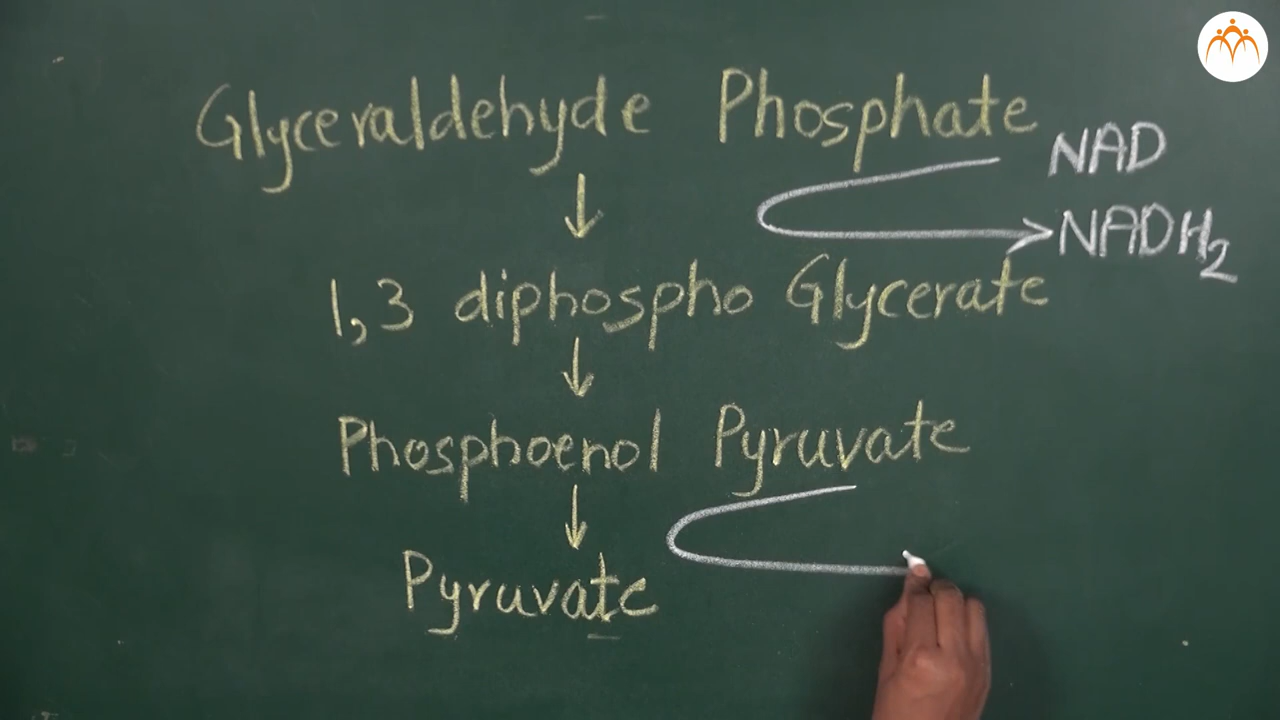 Glyceraldehyde Phosphate
NAD
↓
NADH₂
1,3 diphospho Glycerate
↓
Phosphoenol Pyruvate
↓
Pyruvate